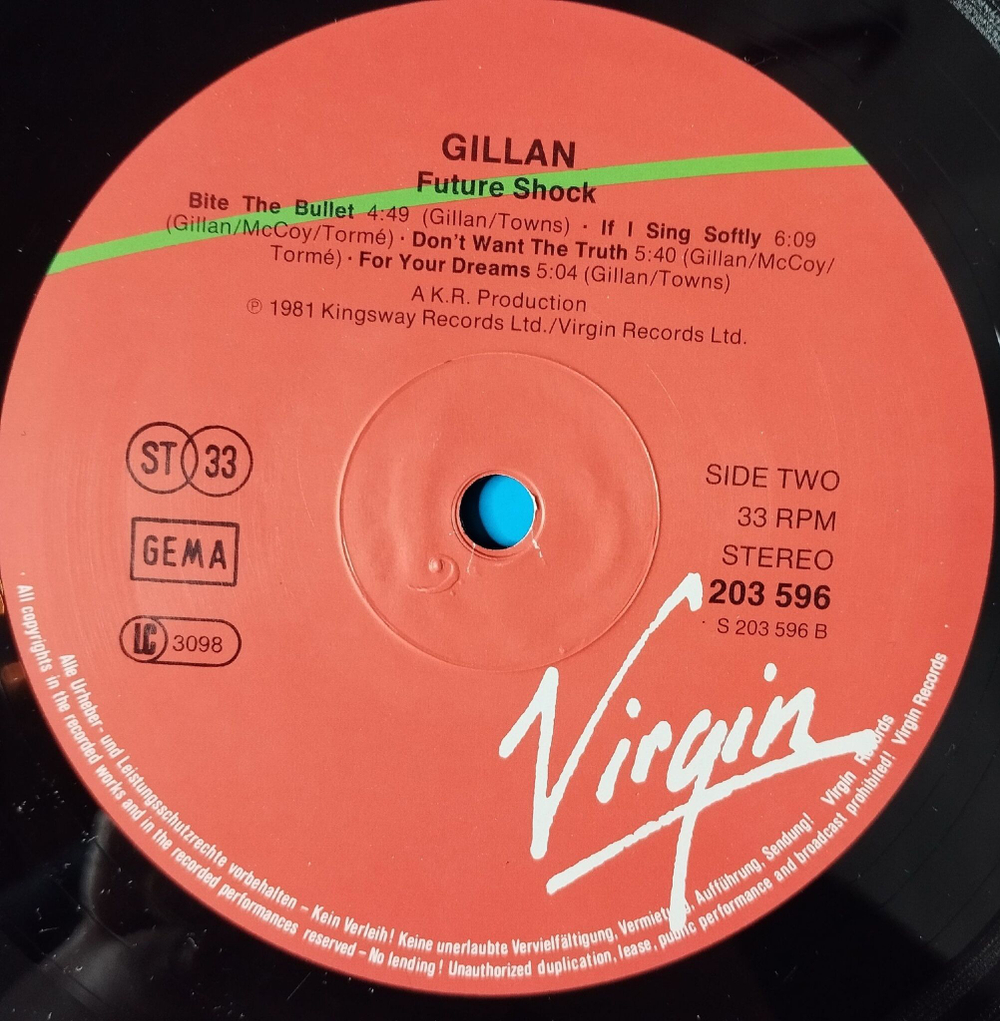 GILLAN
Future Shock
Bite The Bullet 4:49 (Gillan/Towns) · If I Sing Softly 6:09
(Gillan/McCoy/Tormé) · Don't Want The Truth 5:40 (Gillan/McCoy/
Tormé) · For Your Dreams 5:04 (Gillan/Towns)
A K.R. Production
℗ 1981 Kingsway Records Ltd./Virgin Records Ltd.
ST 33
GEMA
LC 3098
SIDE TWO
33 RPM
STEREO
203 596
S 203 596 B
Virgin
Alle Urheber- und Leistungsschutzrechte vorbehalten – Kein Verleih! Keine unerlaubte Vervielfältigung, Vermietung, Aufführung, Sendung! Virgin Records
All copyrights in the recorded works and in the recorded performances reserved – No lending! Unauthorized duplication, lease, public performance and broadcast prohibited! Virgin Records